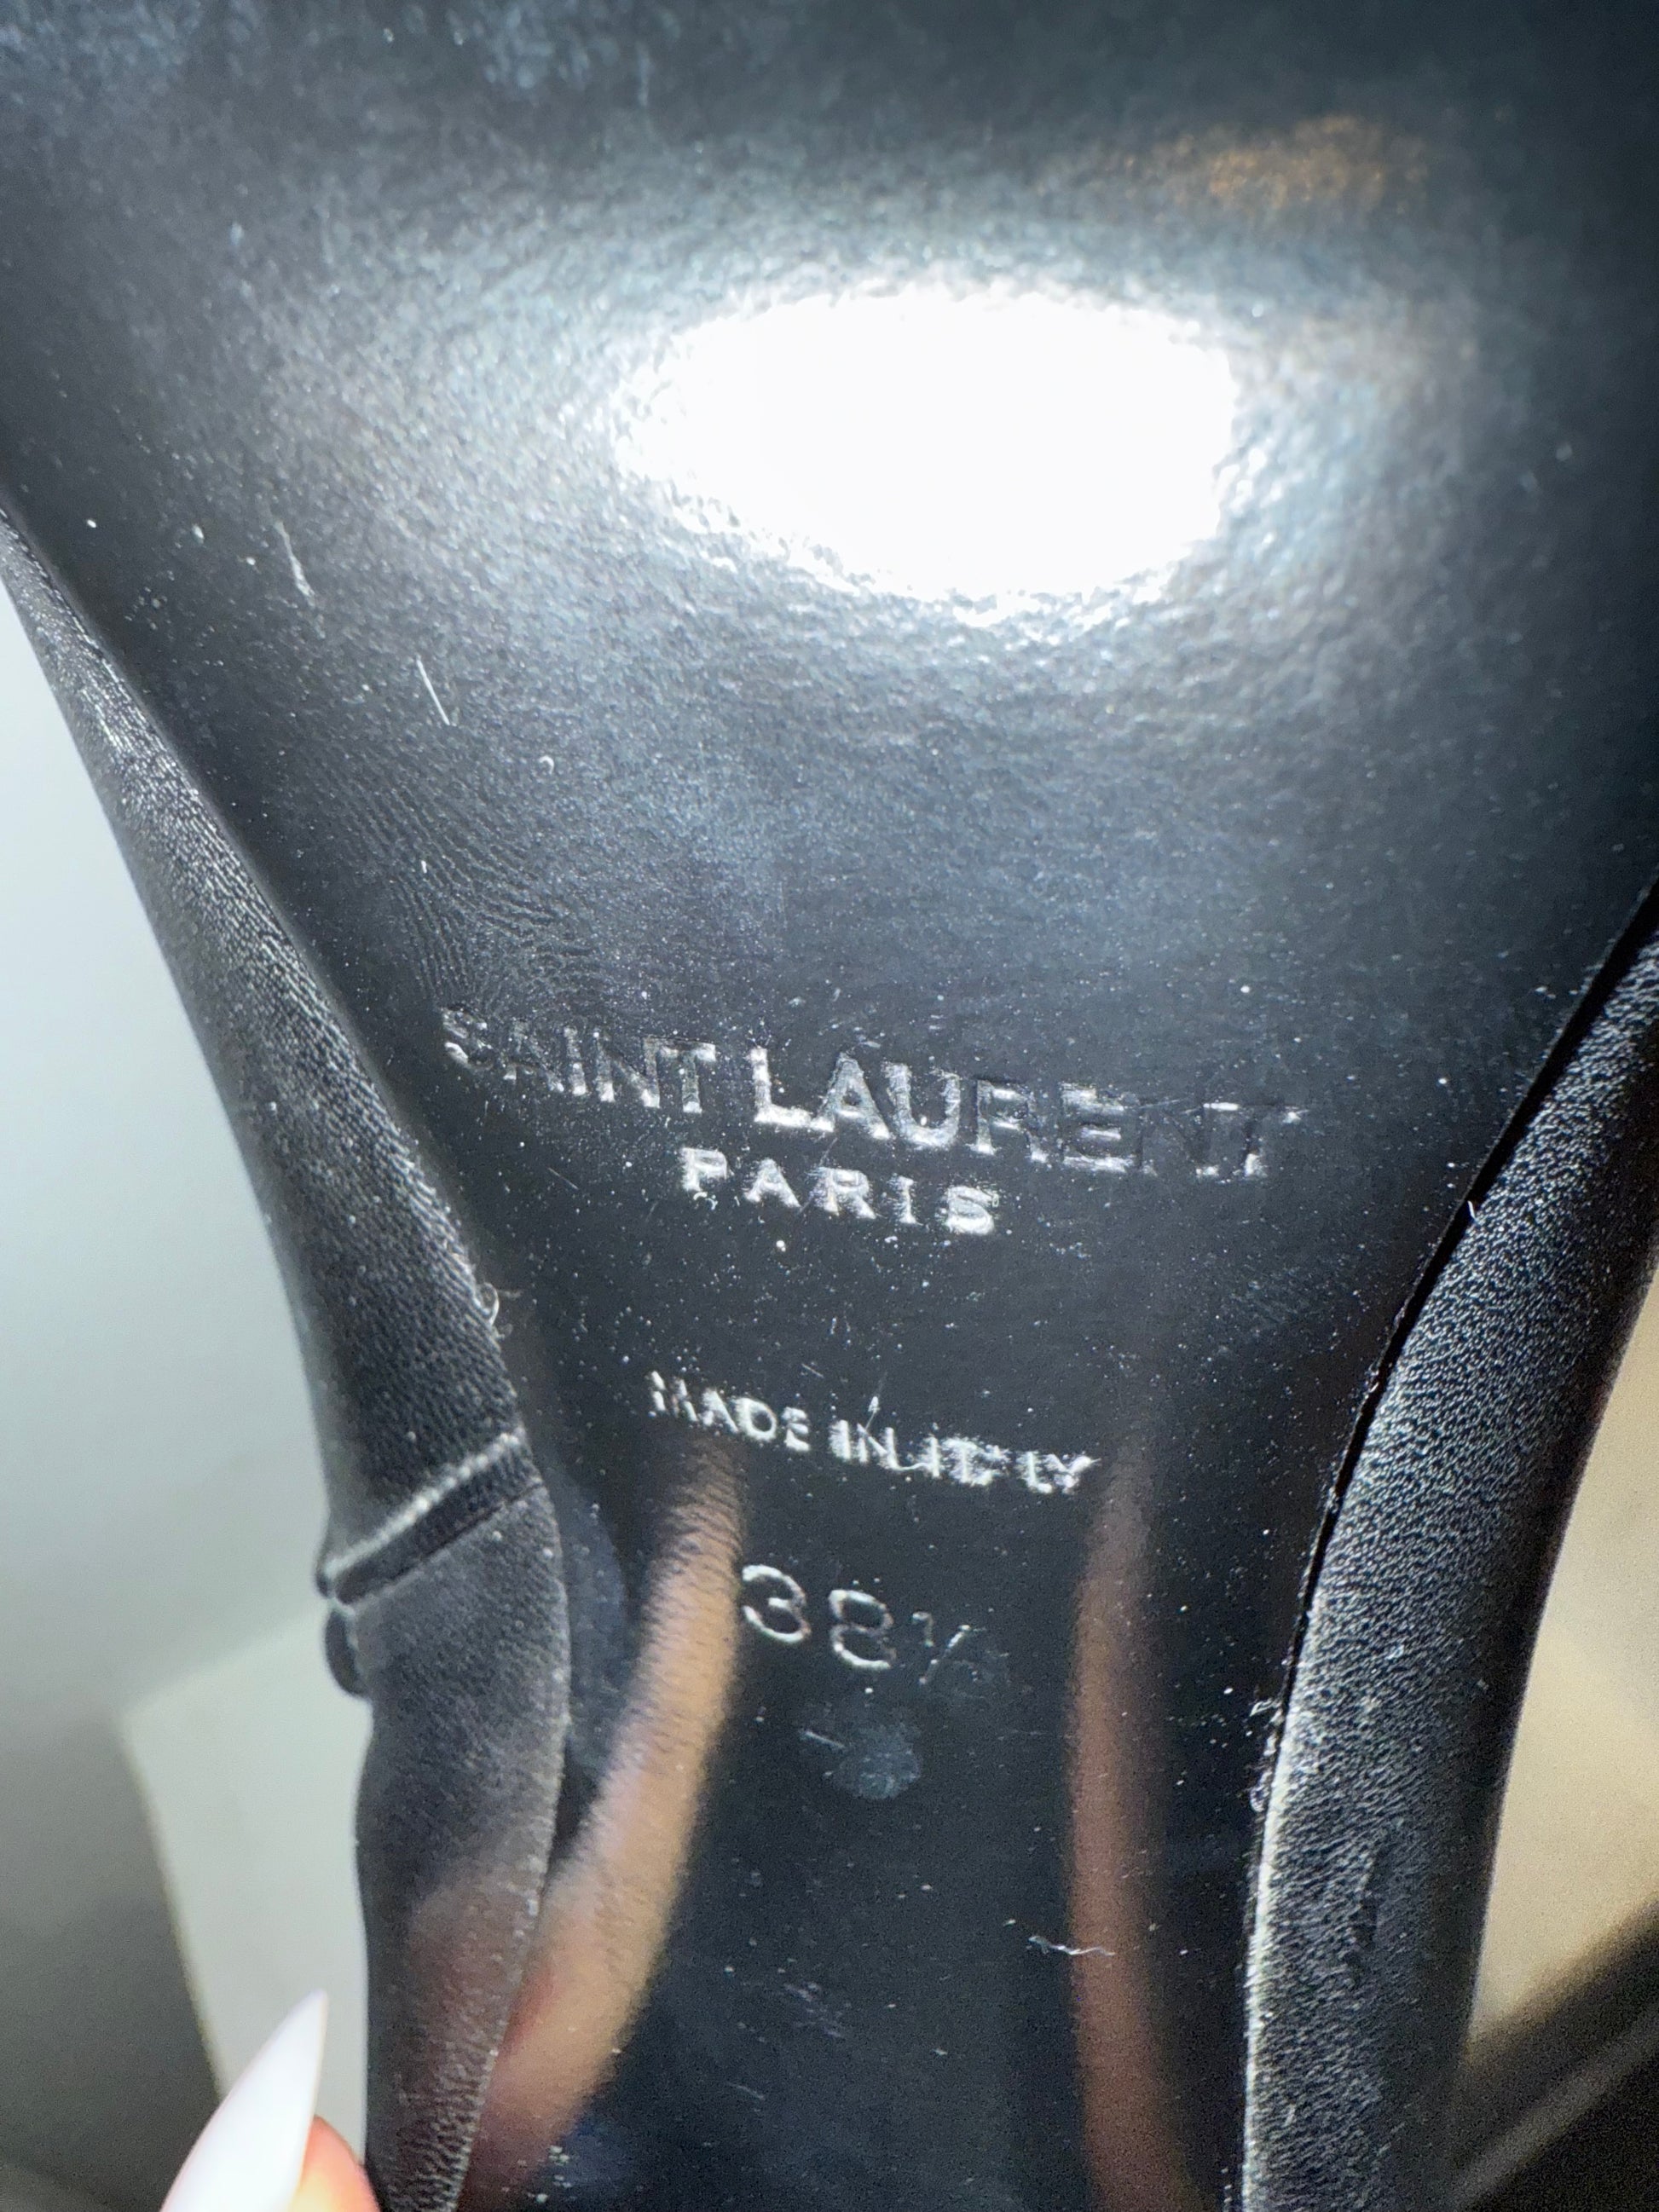 SAINT LAURENT
PARIS
MADE IN ITALY
38½